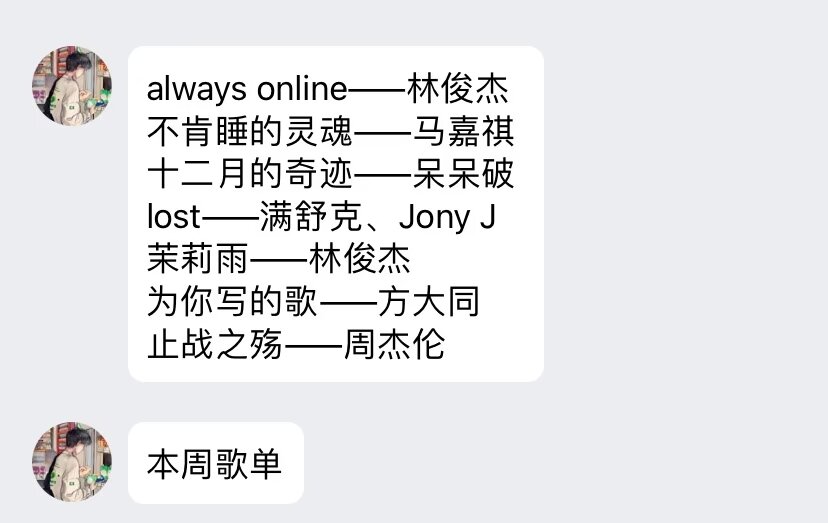 always online——林俊杰
不肯睡的灵魂——马嘉祺
十二月的奇迹——呆呆破
lost——满舒克、Jony J
茉莉雨——林俊杰
为你写的歌——方大同
止战之殇——周杰伦
本周歌单